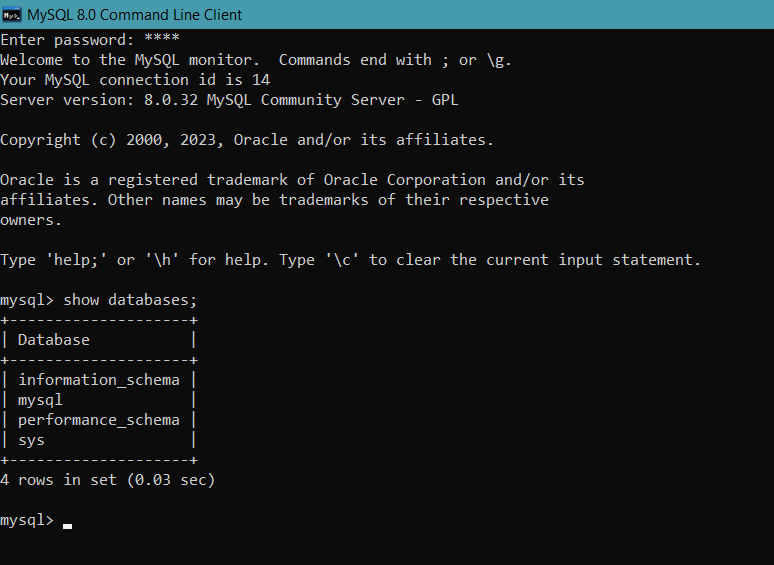 MySQL 8.0 Command Line Client
Enter password: ****
Welcome to the MySQL monitor.  Commands end with ; or \g.
Your MySQL connection id is 14
Server version: 8.0.32 MySQL Community Server - GPL
Copyright (c) 2000, 2023, Oracle and/or its affiliates.
Oracle is a registered trademark of Oracle Corporation and/or its
affiliates. Other names may be trademarks of their respective
owners.
Type 'help;' or '\h' for help. Type '\c' to clear the current input statement.
mysql> show databases;
+--------------------+
| Database           |
+--------------------+
| information_schema |
| mysql              |
| performance_schema |
| sys                |
+--------------------+
4 rows in set (0.03 sec)
mysql> _